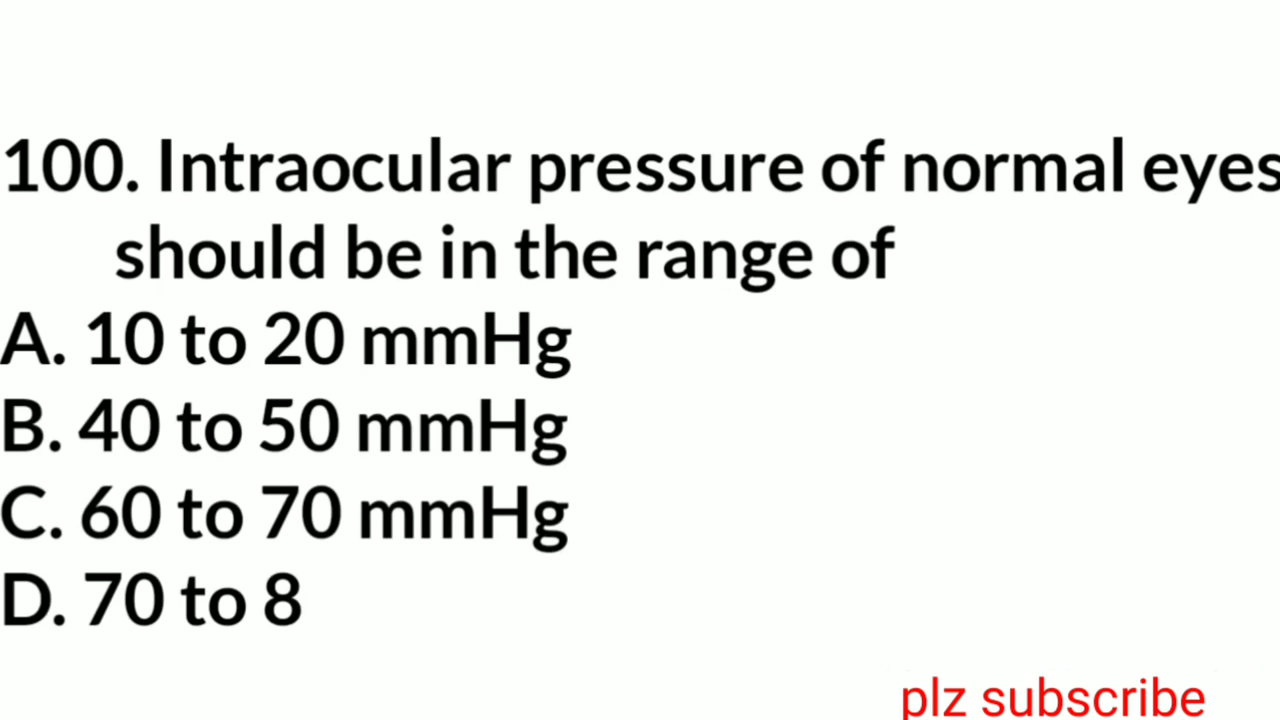 100. Intraocular pressure of normal eyes
should be in the range of
A. 10 to 20 mmHg
B. 40 to 50 mmHg
C. 60 to 70 mmHg
D. 70 to 8
plz subscribe